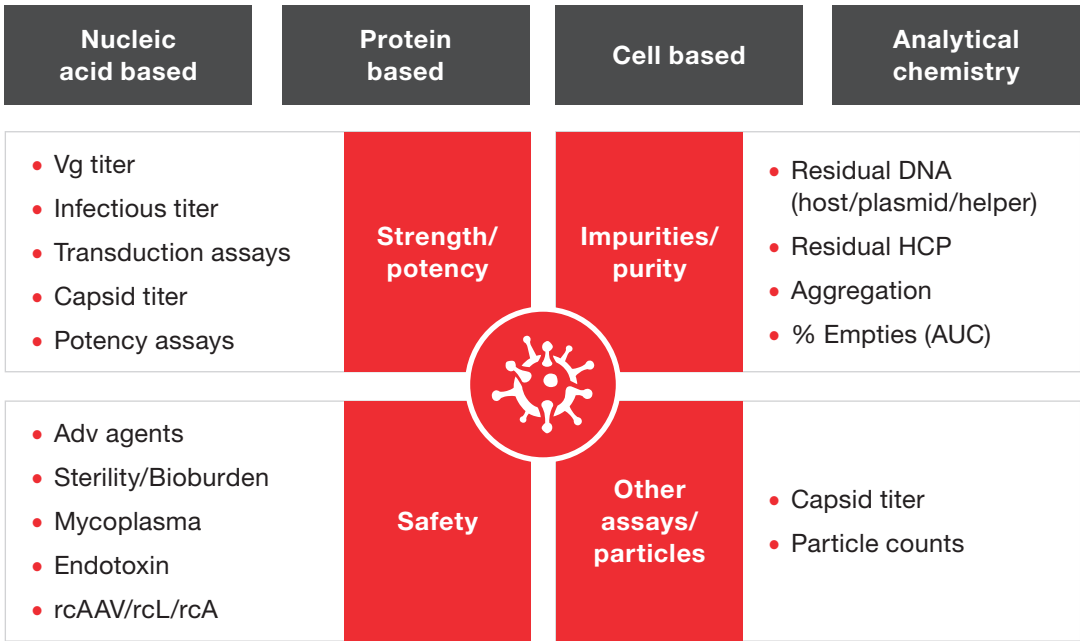 Nucleic
acid based
Protein
based
Cell based
Analytical
chemistry
• Vg titer
• Infectious titer
• Transduction assays
• Capsid titer
• Potency assays
Strength/
potency
Impurities/
purity
• Residual DNA
(host/plasmid/helper)
• Residual HCP
• Aggregation
• % Empties (AUC)
• Adv agents
• Sterility/Bioburden
• Mycoplasma
• Endotoxin
• rcAAV/rcL/rcA
Safety
Other
assays/
particles
• Capsid titer
• Particle counts